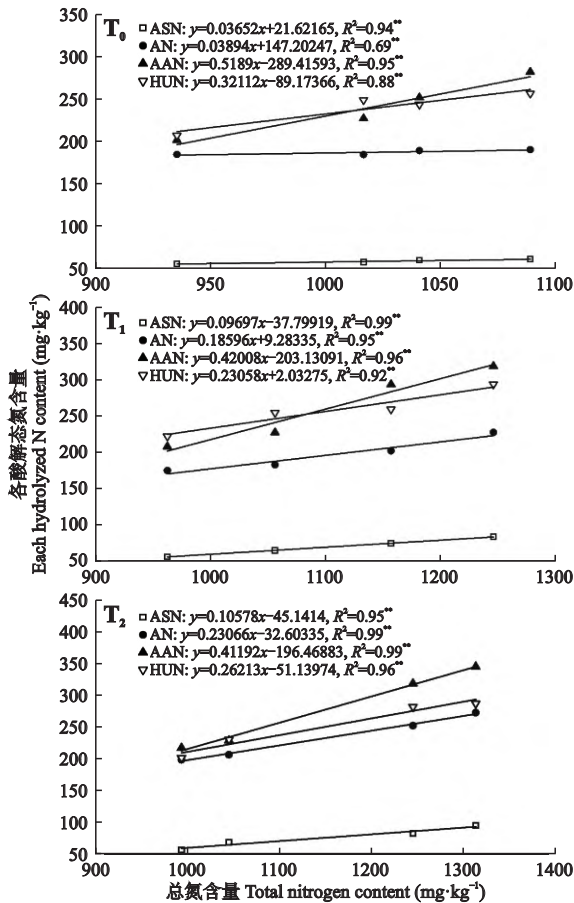 T0
ASN: y=0.03652x+21.62165, R²=0.94**
AN: y=0.03894x+147.20247, R²=0.69**
AAN: y=0.5189x−289.41593, R²=0.95**
HUN: y=0.32112x−89.17366, R²=0.88**
350
300
250
200
150
100
50
900 950 1000 1050 1100
T1
ASN: y=0.09697x−37.79919, R²=0.99**
AN: y=0.18596x+9.28335, R²=0.95**
AAN: y=0.42008x−203.13091, R²=0.96**
HUN: y=0.23058x+2.03275, R²=0.92**
400
350
300
250
200
150
100
50
900 1000 1100 1200 1300
各酸解态氮含量
Each hydrolyzed N content (mg·kg⁻¹)
T2
ASN: y=0.10578x−45.1414, R²=0.95**
AN: y=0.23066x−32.60335, R²=0.99**
AAN: y=0.41192x−196.46883, R²=0.99**
HUN: y=0.26213x−51.13974, R²=0.96**
450
400
350
300
250
200
150
100
50
900 1000 1100 1200 1300 1400
总氮含量 Total nitrogen content (mg·kg⁻¹)